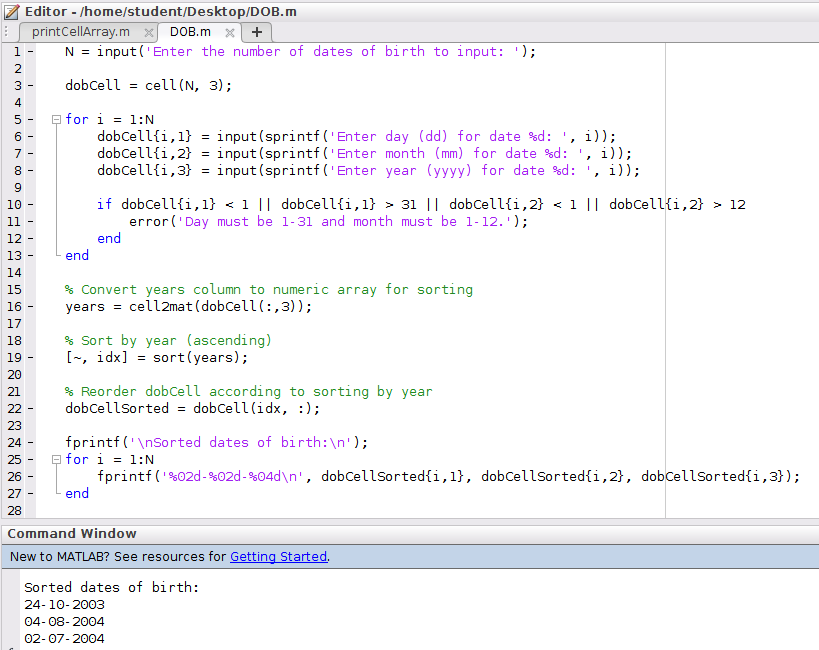 Editor - /home/student/Desktop/DOB.m
printCellArray.m × DOB.m × +
1 - N = input('Enter the number of dates of birth to input: ');
2
3 - dobCell = cell(N, 3);
4
5 - for i = 1:N
6 - dobCell{i,1} = input(sprintf('Enter day (dd) for date %d: ', i));
7 - dobCell{i,2} = input(sprintf('Enter month (mm) for date %d: ', i));
8 - dobCell{i,3} = input(sprintf('Enter year (yyyy) for date %d: ', i));
9
10 - if dobCell{i,1} < 1 || dobCell{i,1} > 31 || dobCell{i,2} < 1 || dobCell{i,2} > 12
11 - error('Day must be 1-31 and month must be 1-12.');
12 - end
13 - end
14
15 % Convert years column to numeric array for sorting
16 - years = cell2mat(dobCell(:,3));
17
18 % Sort by year (ascending)
19 - [~, idx] = sort(years);
20
21 % Reorder dobCell according to sorting by year
22 - dobCellSorted = dobCell(idx, :);
23
24 - fprintf('\nSorted dates of birth:\n');
25 - for i = 1:N
26 - fprintf('%02d-%02d-%04d\n', dobCellSorted{i,1}, dobCellSorted{i,2}, dobCellSorted{i,3});
27 - end
28
Command Window
New to MATLAB? See resources for Getting Started.
Sorted dates of birth:
24-10-2003
04-08-2004
02-07-2004